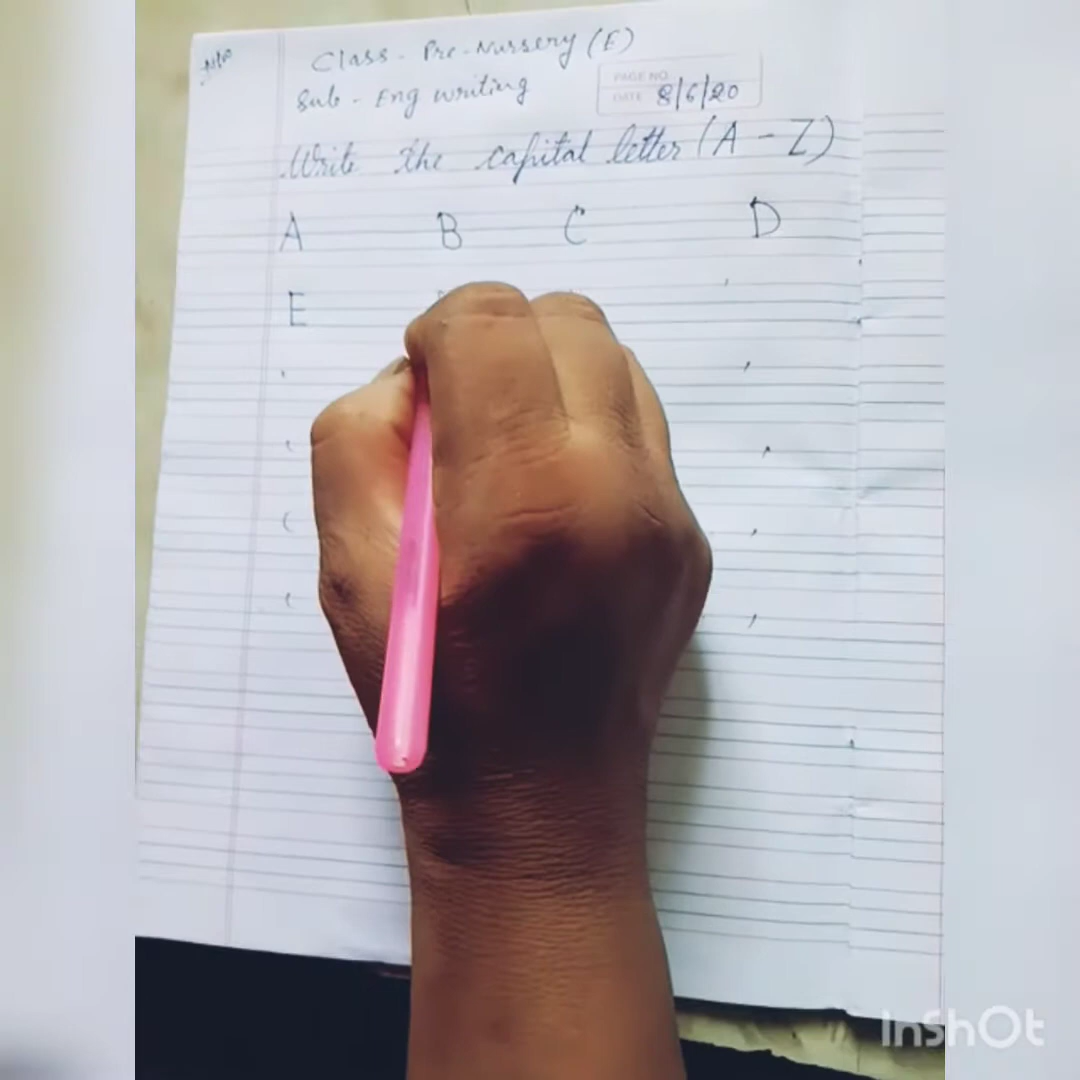 Class - Pre-Nursery (E)
Sub - Eng writing
PAGE NO.
DATE 8/6/20
Write the capital letter (A - Z)
A B C D
E
InShOt